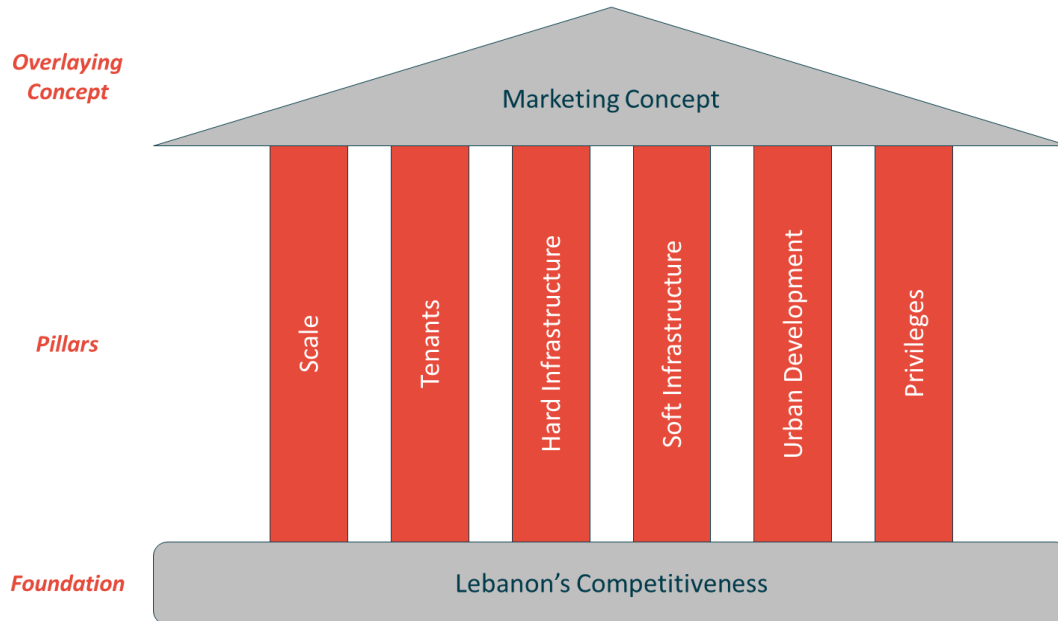 Overlaying
Concept
Marketing Concept
Pillars
Scale
Tenants
Hard Infrastructure
Soft Infrastructure
Urban Development
Privileges
Foundation
Lebanon’s Competitiveness